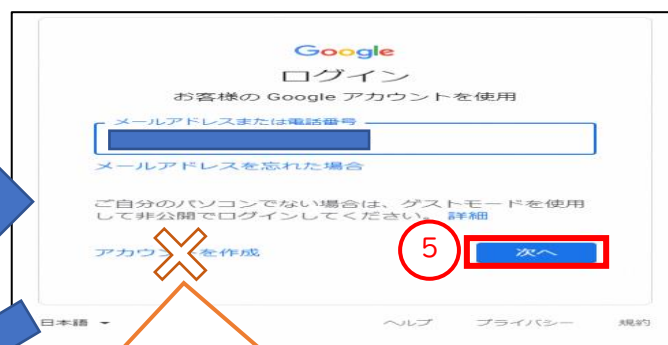 Google
ログイン
お客様の Google アカウントを使用
メールアドレスまたは電話番号
メールアドレスを忘れた場合
ご自分のパソコンでない場合は、ゲストモードを使用
して非公開でログインしてください。 詳細
アカウントを作成 5 次へ
日本語 ヘルプ プライバシー 規約